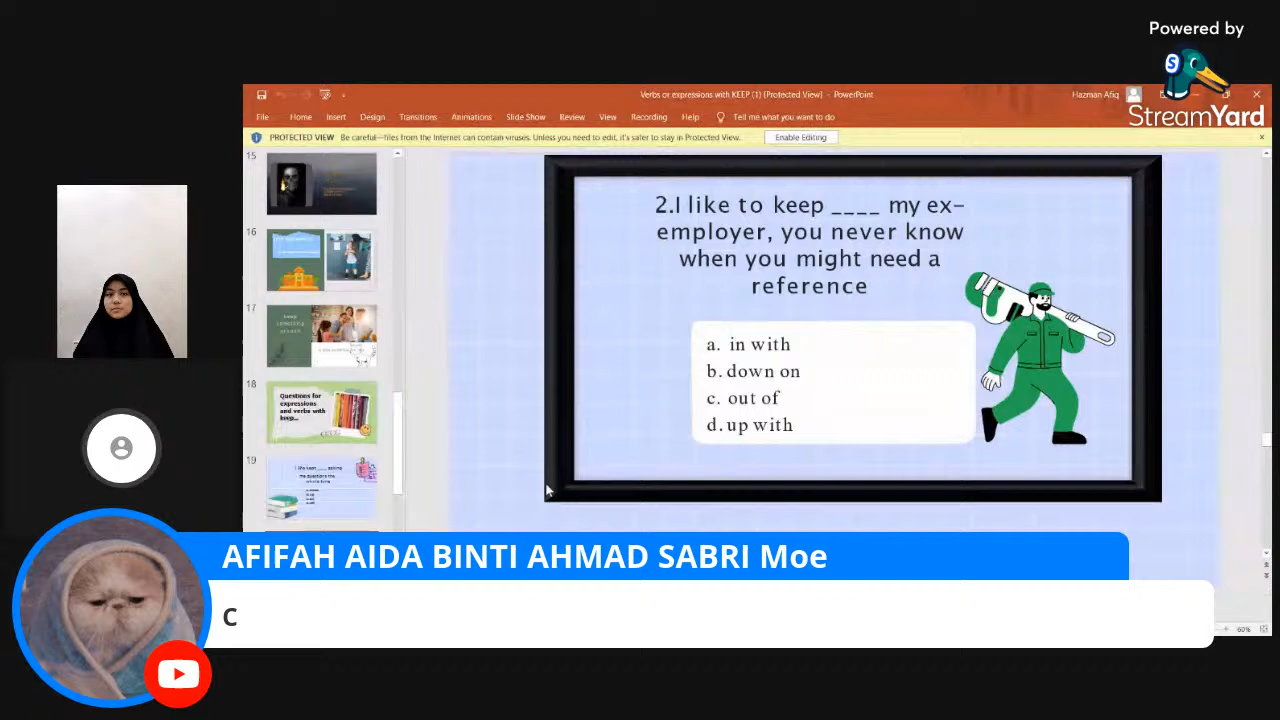 Powered by
StreamYard
Verbs or expressions with KEEP (1) [Protected View] - PowerPoint
Hazman Afiq
File Home Insert Design Transitions Animations Slide Show Review View Recording Help Tell me what you want to do
PROTECTED VIEW Be careful—files from the Internet can contain viruses. Unless you need to edit, it's safer to stay in Protected View. Enable Editing
15
16
17
18
Questions for
expressions
and verbs with
keep...
19
2.I like to keep ____ my ex-
employer, you never know
when you might need a
reference
a. in with
b. down on
c. out of
d. up with
AFIFAH AIDA BINTI AHMAD SABRI Moe
C
60%